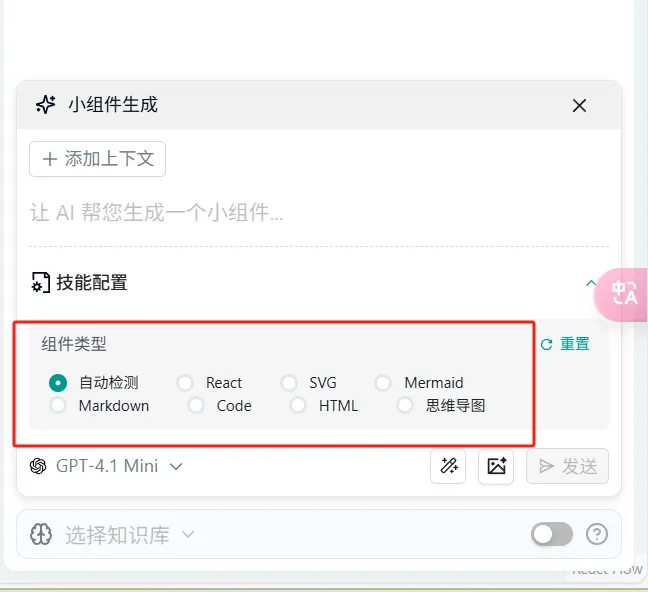 小组件生成
添加上下文
让 AI 帮您生成一个小组件...
技能配置
中A
组件类型
重置
自动检测 React SVG Mermaid
Markdown Code HTML 思维导图
GPT-4.1 Mini
发送
选择知识库
React Flow